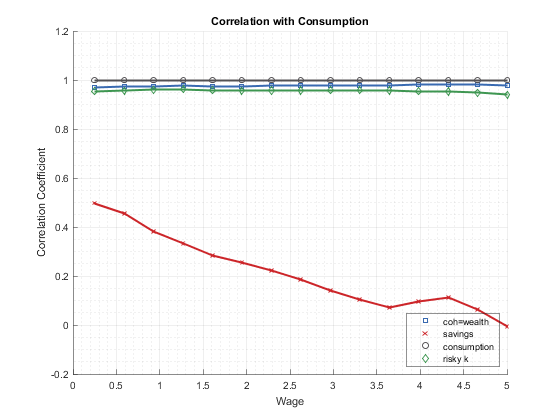 Correlation with Consumption
1.2
1
0.8
0.6
0.4
0.2
0
-0.2
Correlation Coefficient
0 0.5 1 1.5 2 2.5 3 3.5 4 4.5 5
Wage
coh=wealth
savings
consumption
risky k